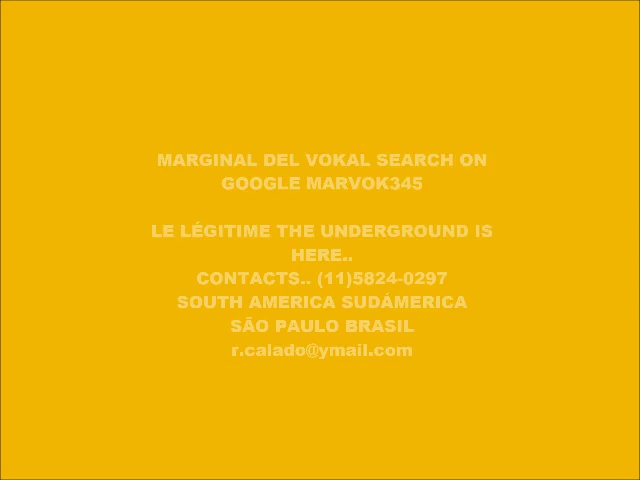 MARGINAL DEL VOKAL SEARCH ON
GOOGLE MARVOK345
LE LÉGITIME THE UNDERGROUND IS
HERE..
CONTACTS.. (11)5824-0297
SOUTH AMERICA SUDÁMERICA
SÃO PAULO BRASIL
r.calado@ymail.com